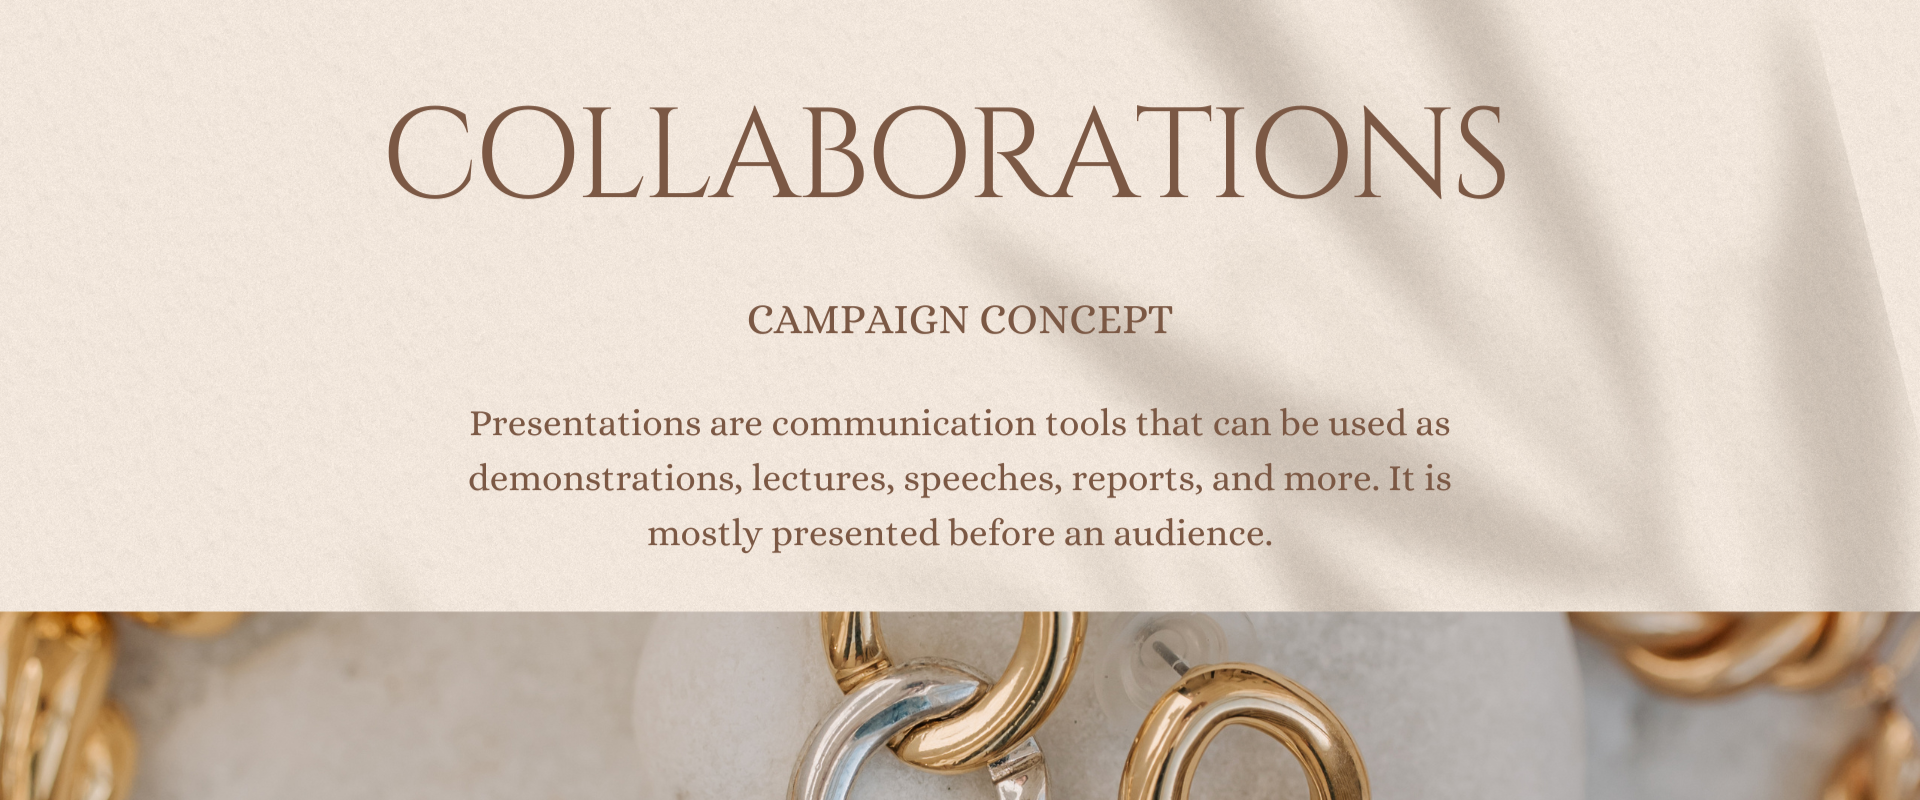 COLLABORATIONS
CAMPAIGN CONCEPT
Presentations are communication tools that can be used as
demonstrations, lectures, speeches, reports, and more. It is
mostly presented before an audience.